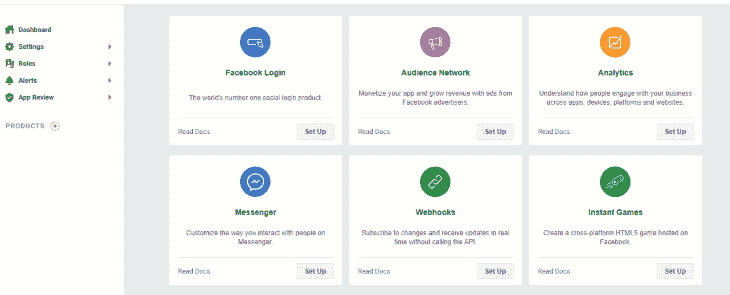 Dashboard
Settings
Roles
Alerts
App Review
PRODUCTS
Facebook Login
The world's number one social login product.
Read Docs
Set Up
Audience Network
Monetize your app and grow revenue with ads from
Facebook advertisers.
Read Docs
Set Up
Analytics
Understand how people engage with your business
across apps, devices, platforms and websites.
Read Docs
Set Up
Messenger
Customize the way you interact with people on
Messenger.
Read Docs
Set Up
Webhooks
Subscribe to changes and receive updates in real
time without calling the API.
Read Docs
Set Up
Instant Games
Create a cross-platform HTML5 game hosted on
Facebook.
Read Docs
Set Up